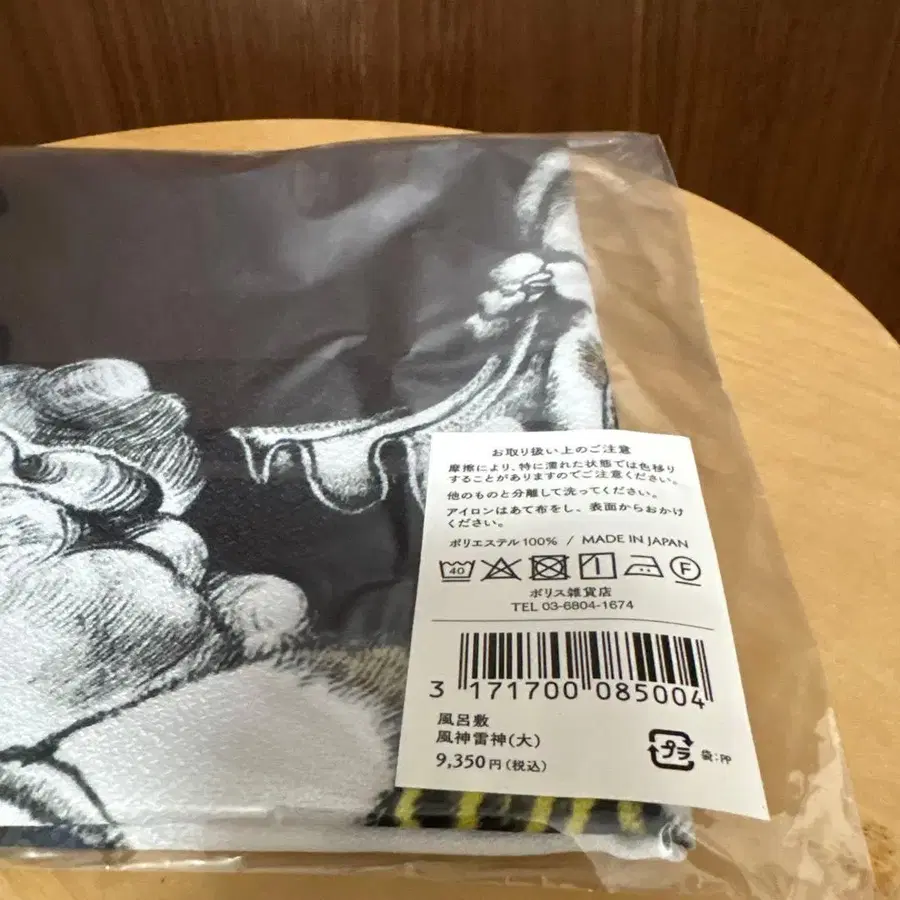 お取り扱い上のご注意
摩擦により、特に濡れた状態では色移り
することがありますのでご注意ください。
他のものと分離して洗ってください。
アイロンはあて布をし、表面からおかけ
ください。
ポリエステル100% / MADE IN JAPAN
40 F
ポリス雑貨店
TEL 03-6804-1674
3 171700 085004
風呂敷
風神雷神(大)
9,350円(税込)
プラ 袋:PP